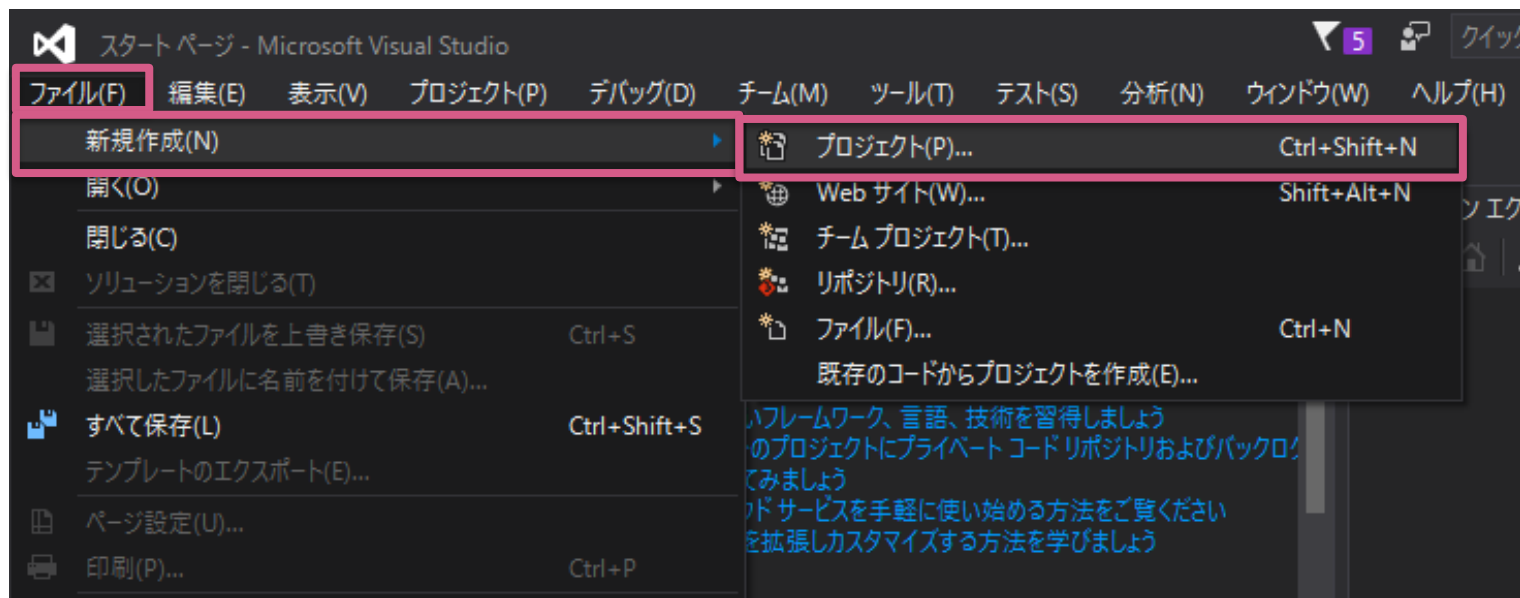 スタート ページ - Microsoft Visual Studio
5
クイック
ファイル(F) 編集(E) 表示(V) プロジェクト(P) デバッグ(D) チーム(M) ツール(T) テスト(S) 分析(N) ウィンドウ(W) ヘルプ(H)
新規作成(N)
開く(O)
閉じる(C)
ソリューションを閉じる(T)
選択されたファイルを上書き保存(S) Ctrl+S
選択したファイルに名前を付けて保存(A)...
すべて保存(L) Ctrl+Shift+S
テンプレートのエクスポート(E)...
ページ設定(U)...
印刷(P)... Ctrl+P
プロジェクト(P)... Ctrl+Shift+N
Web サイト(W)... Shift+Alt+N
チーム プロジェクト(T)...
リポジトリ(R)...
ファイル(F)... Ctrl+N
既存のコードからプロジェクトを作成(E)...
ン エク
いフレームワーク、言語、技術を習得しましょう
のプロジェクトにプライベート コード リポジトリおよびバックログ
てみましょう
ド サービスを手軽に使い始める方法をご覧ください
を拡張しカスタマイズする方法を学びましょう